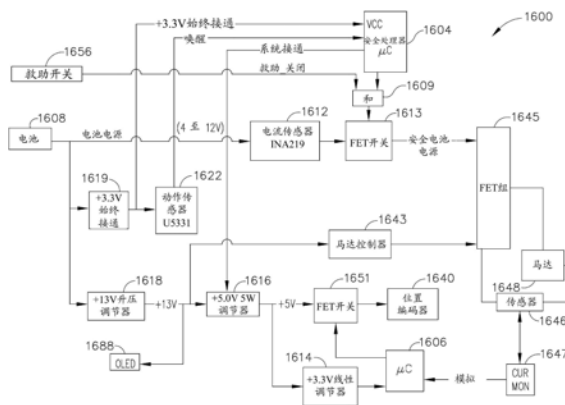 +3.3V始终接通
VCC
1604
1600
唤醒
安全处理器
μC
1656
系统接通
救助开关
救助_关闭
1609
和
1608
1612
1613
1645
电池
电池电源
(4 至 12V)
电流传感器
INA219
FET开关
安全电池
电源
FET组
1619
1622
+3.3V
始终
接通
动作传
感器
U5331
1643
马达控制器
1618
1616
1651
1640
1648
马达
+13V升压
调节器
+13V
+5.0V 5W
调节器
+5V
FET开关
位置
编码器
传感器
1646
1688
1614
1606
1647
OLED
+3.3V线性
调节器
μC
模拟
CUR
MON